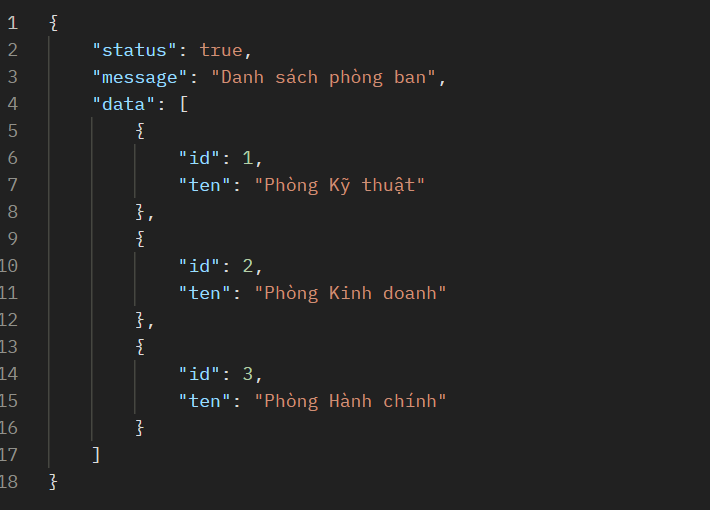 1 {
2     "status": true,
3     "message": "Danh sách phòng ban",
4     "data": [
5         {
6             "id": 1,
7             "ten": "Phòng Kỹ thuật"
8         },
9         {
10             "id": 2,
11             "ten": "Phòng Kinh doanh"
12         },
13         {
14             "id": 3,
15             "ten": "Phòng Hành chính"
16         }
17     ]
18 }